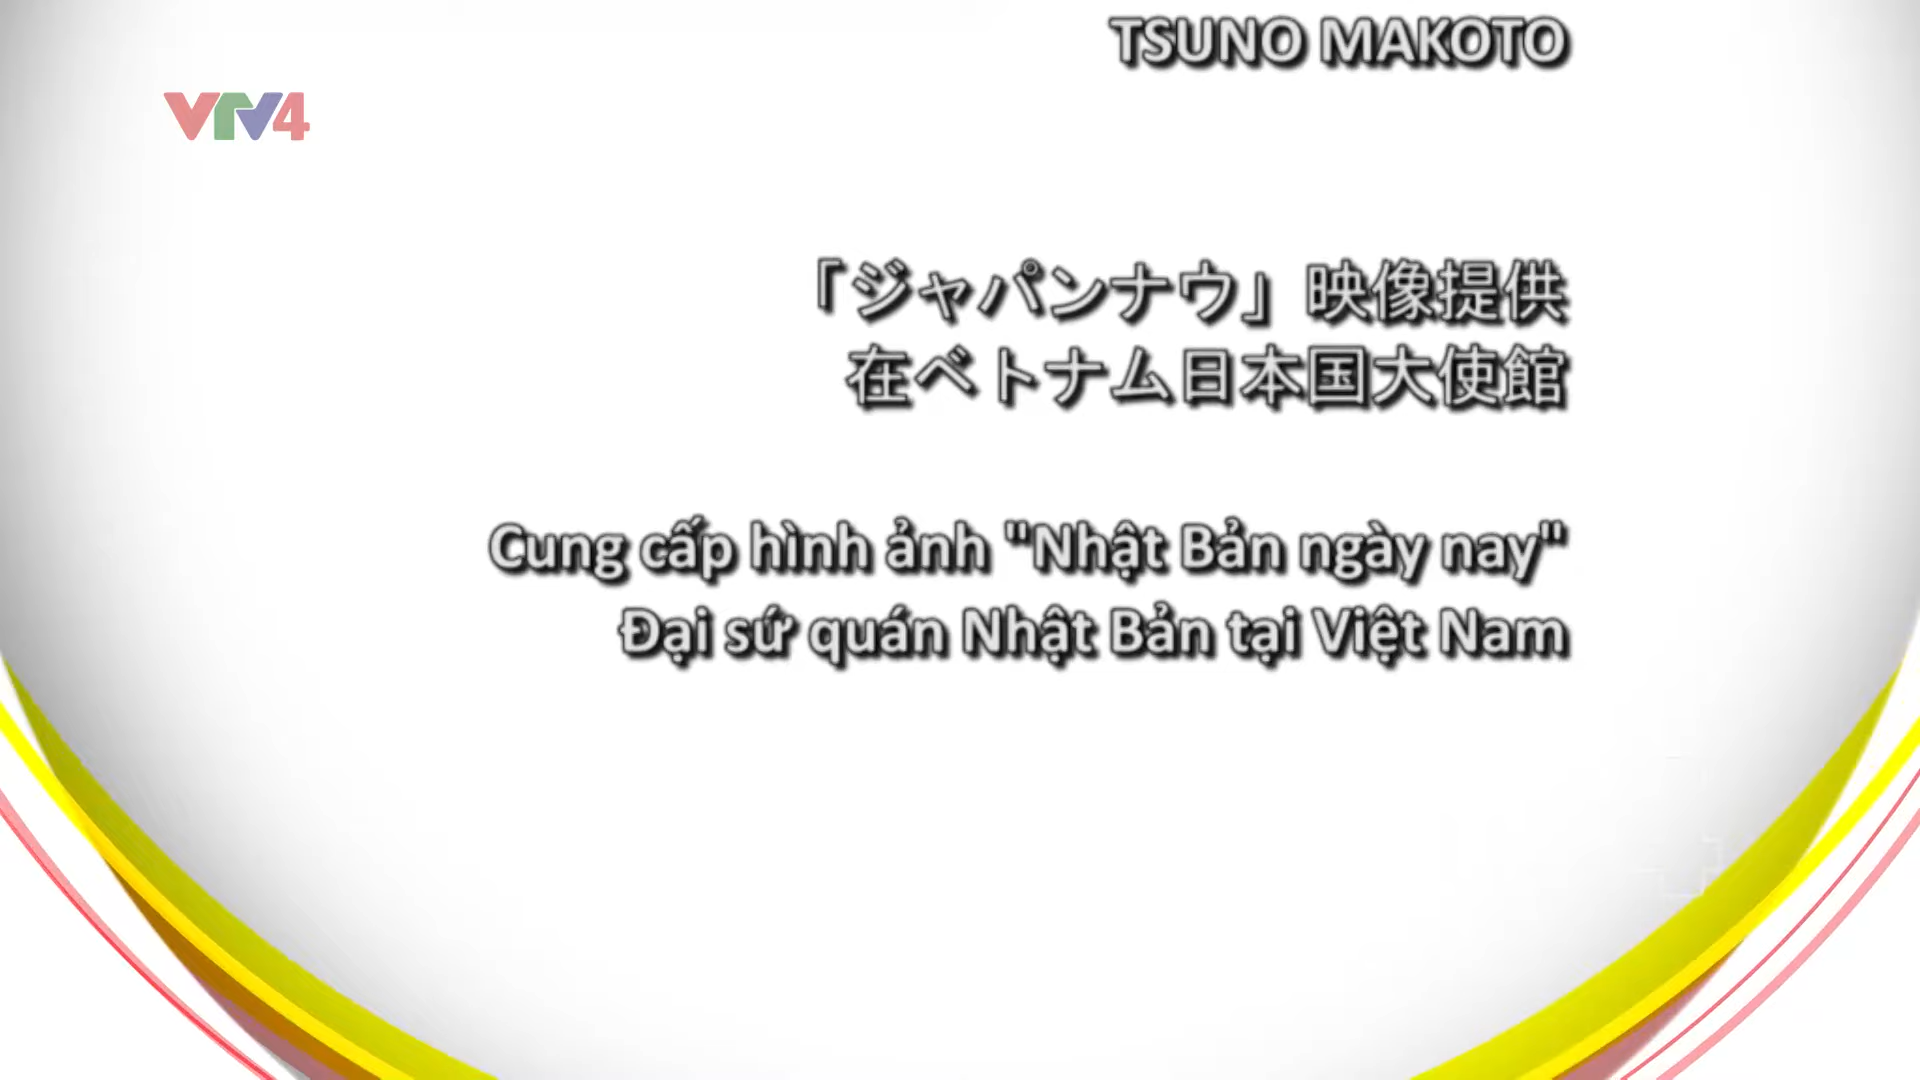 TSUNO MAKOTO
VTV4
「ジャパンナウ」映像提供
在ベトナム日本国大使館
Cung cấp hình ảnh "Nhật Bản ngày nay"
Đại sứ quán Nhật Bản tại Việt Nam